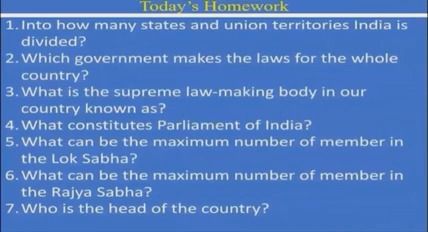 Today's Homework
1. Into how many states and union territories India is
divided?
2. Which government makes the laws for the whole
country?
3. What is the supreme law-making body in our
country known as?
4. What constitutes Parliament of India?
5. What can be the maximum number of member in
the Lok Sabha?
6. What can be the maximum number of member in
the Rajya Sabha?
7. Who is the head of the country?